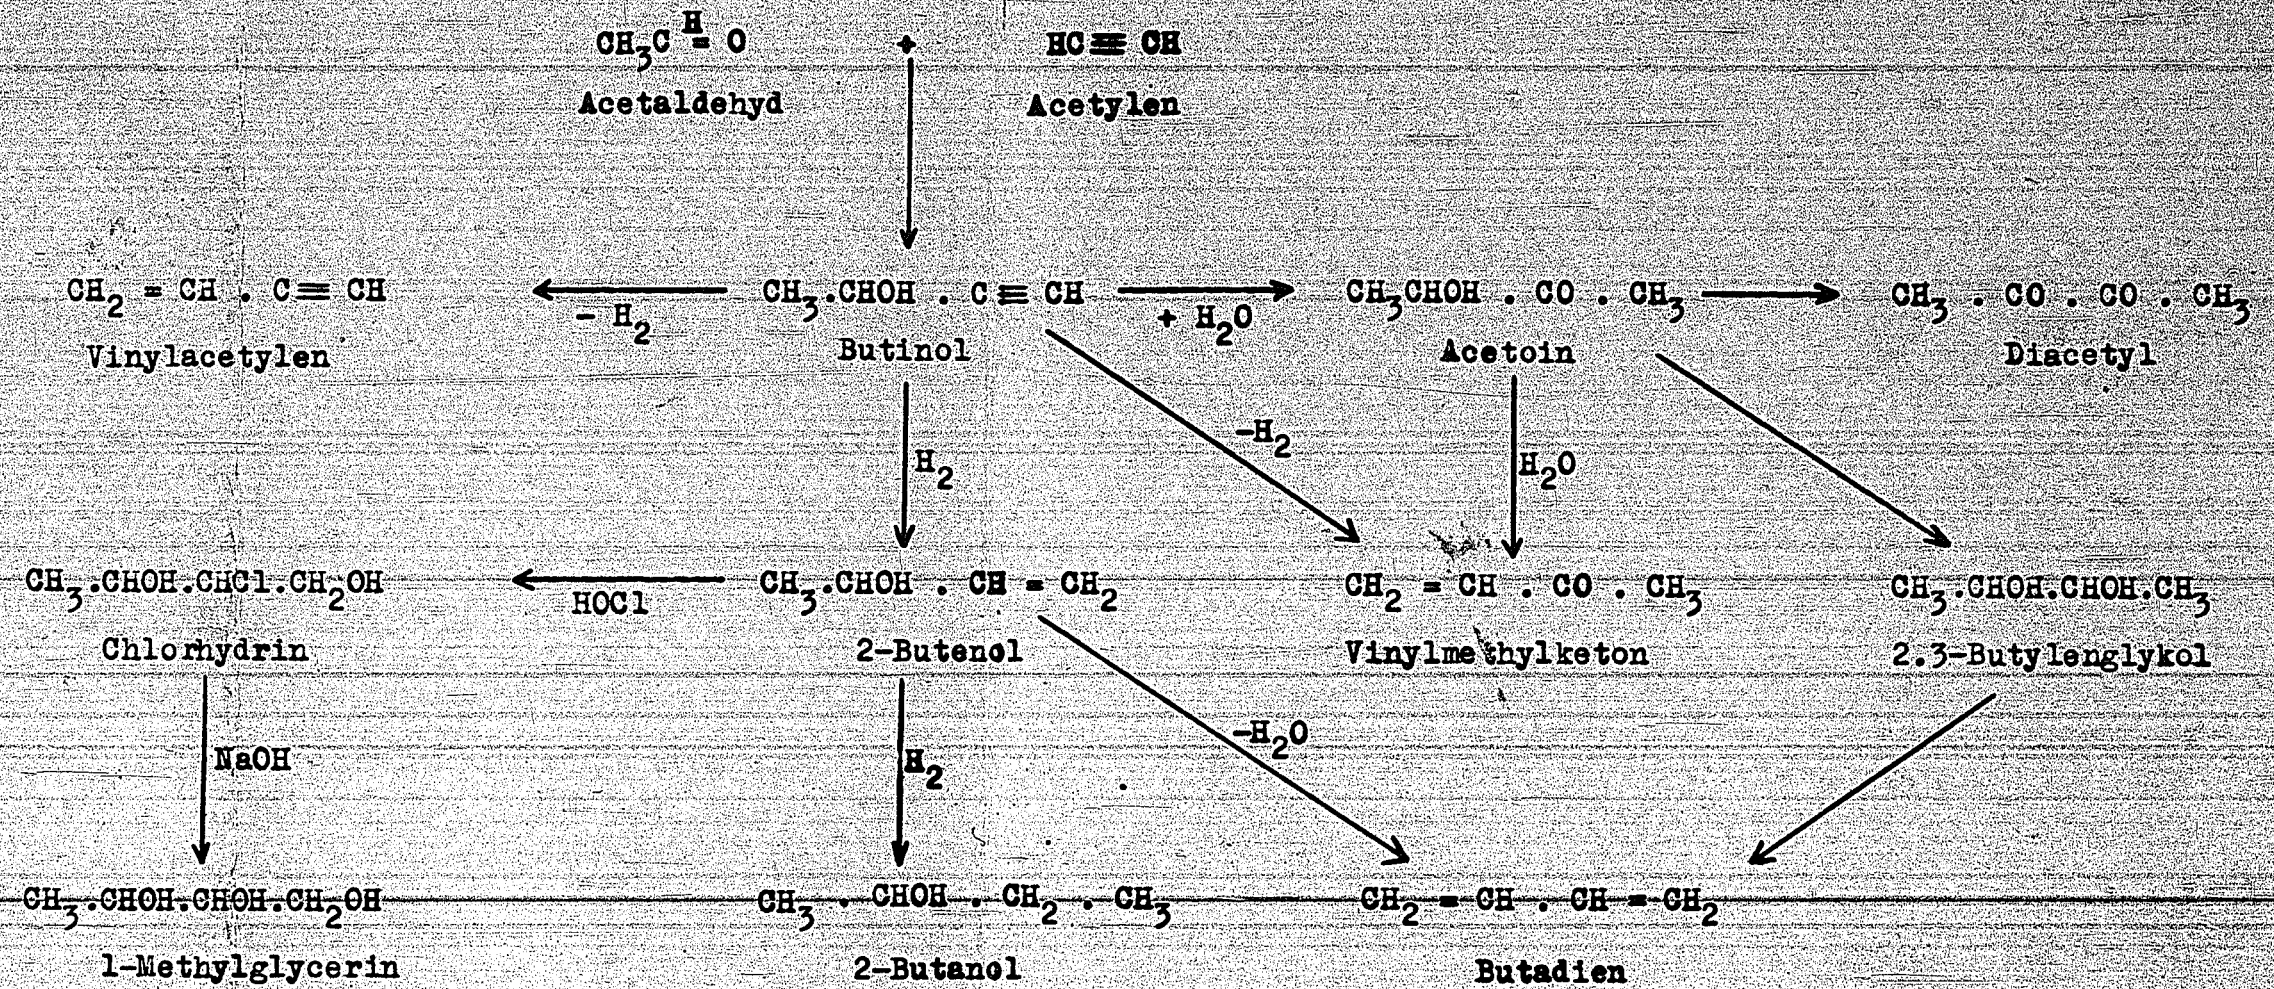 CH3C H = O + HC ≡ CH
Acetaldehyd Acetylen
CH2 = CH . C ≡ CH CH3.CHOH . C ≡ CH CH3CHOH . CO . CH3 CH3 . CO . CO . CH3
- H2 + H2O
Vinylacetylen Butinol Acetoin Diacetyl
-H2
H2 H2O
CH3.CHOH.CHCl.CH2OH CH3.CHOH . CH = CH2 CH2 = CH . CO . CH3 CH3.CHOH.CHOH.CH3
HOCl
Chlorhydrin 2-Butenol Vinylmethylketon 2.3-Butylenglykol
-H2O
NaOH H2
CH3.CHOH.CHOH.CH2OH CH3 . CHOH . CH2 . CH3 CH2 = CH . CH = CH2
1-Methylglycerin 2-Butanol Butadien